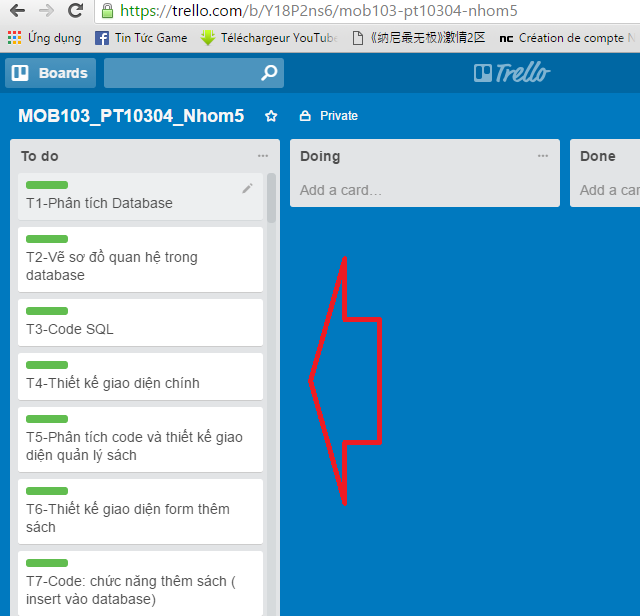 https://trello.com/b/Y18P2ns6/mob103-pt10304-nhom5
Ứng dụng
Tin Tức Game
Téléchargeur YouTube
《纳尼最无极》激情2区
Création de compte N
Boards
Trello
MOB103_PT10304_Nhom5
Private
To do
T1-Phân tích Database
T2-Vẽ sơ đồ quan hệ trong
database
T3-Code SQL
T4-Thiết kế giao diện chính
T5-Phân tích code và thiết kế giao
diện quản lý sách
T6-Thiết kế giao diện form thêm
sách
T7-Code: chức năng thêm sách (
insert vào database)
Doing
Add a card…
Done
Add a car